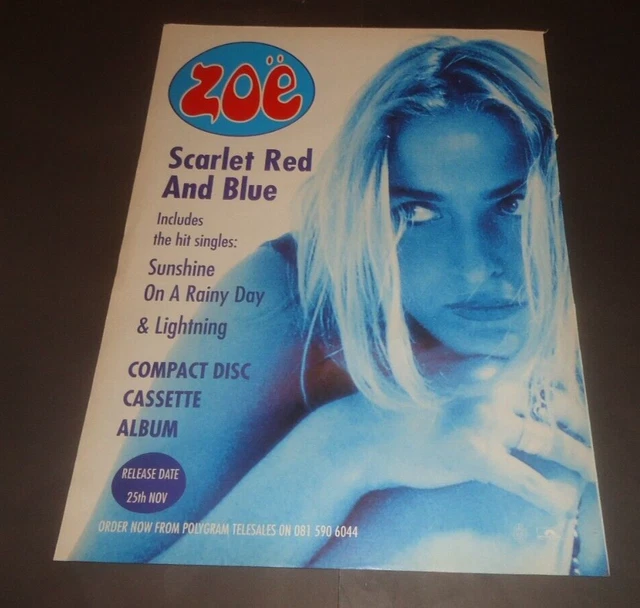 zoë
Scarlet Red
And Blue
Includes
the hit singles:
Sunshine
On A Rainy Day
& Lightning
COMPACT DISC
CASSETTE
ALBUM
RELEASE DATE
25th NOV
ORDER NOW FROM POLYGRAM TELESALES ON 081 590 6044